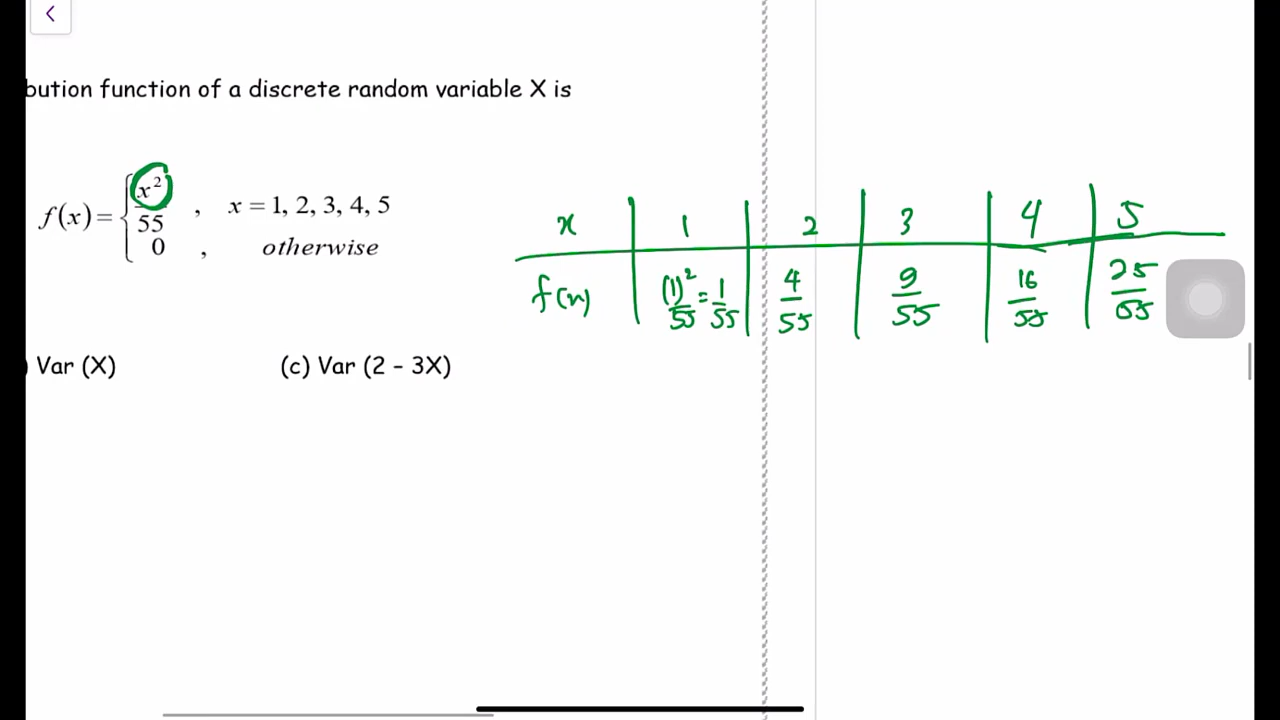 bution function of a discrete random variable X is
f(x) = { x²/55 , x = 1, 2, 3, 4, 5
0 , otherwise
x 1 2 3 4 5
f(x) (1)²/55 = 1/55 4/55 9/55 16/55 25/55
) Var (X) (c) Var (2 - 3X)